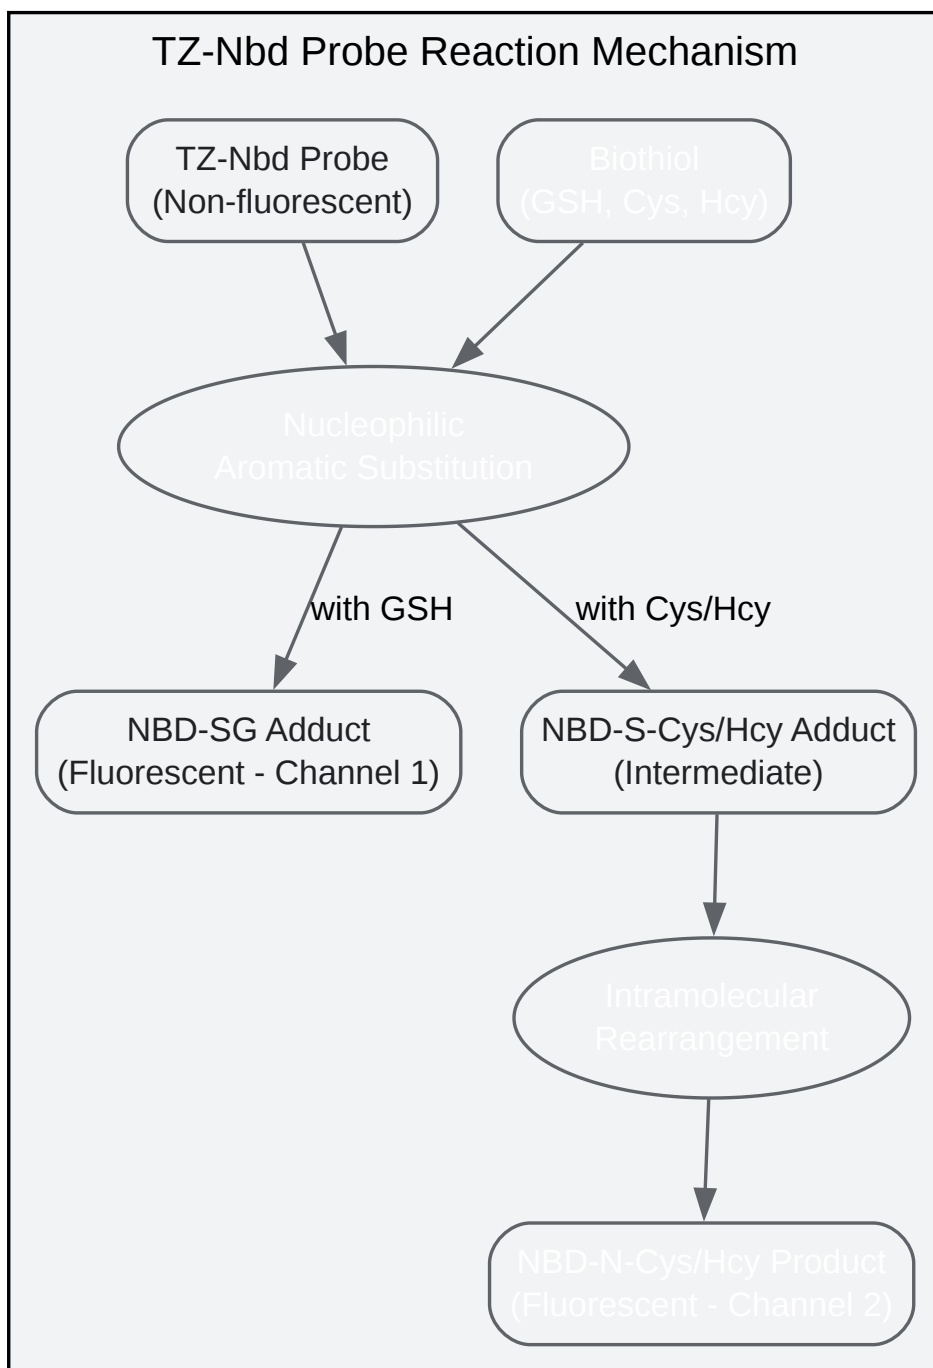 TZ-Nbd Probe Reaction Mechanism
TZ-Nbd Probe
(Non-fluorescent)
Biothiol
(GSH, Cys, Hcy)
Nucleophilic
Aromatic Substitution
with GSH
with Cys/Hcy
NBD-SG Adduct
(Fluorescent - Channel 1)
NBD-S-Cys/Hcy Adduct
(Intermediate)
Intramolecular
Rearrangement
NBD-N-Cys/Hcy Product
(Fluorescent - Channel 2)